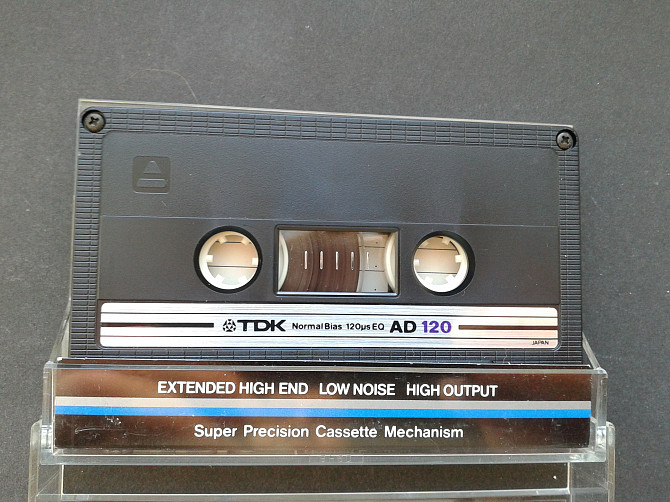 TDK Normal Bias 120µs EQ AD 120
JAPAN
EXTENDED HIGH END LOW NOISE HIGH OUTPUT
Super Precision Cassette Mechanism